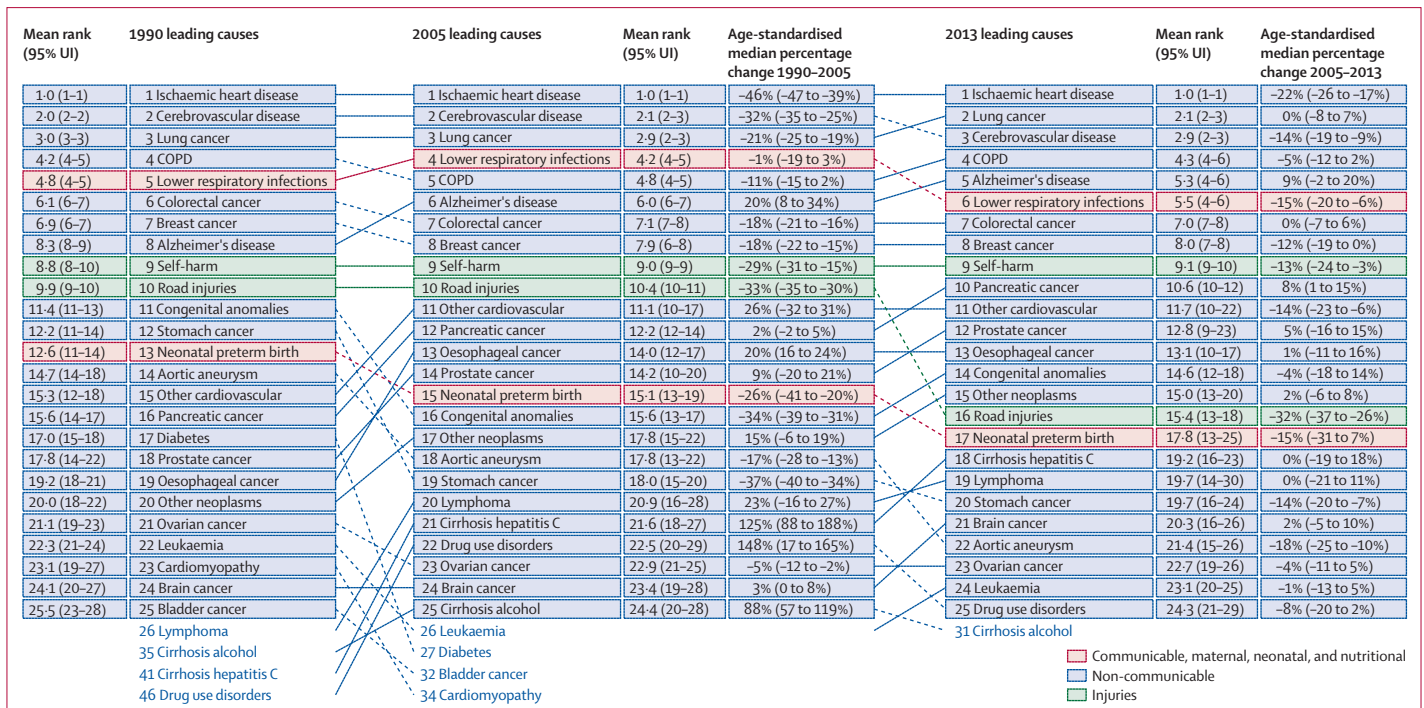 Mean rank (95% UI) 1990 leading causes 2005 leading causes Mean rank (95% UI) Age-standardised median percentage change 1990–2005 2013 leading causes Mean rank (95% UI) Age-standardised median percentage change 2005–2013
1·0 (1–1) 1 Ischaemic heart disease 1 Ischaemic heart disease 1·0 (1–1) –46% (–47 to –39%) 1 Ischaemic heart disease 1·0 (1–1) –22% (–26 to –17%)
2·0 (2–2) 2 Cerebrovascular disease 2 Cerebrovascular disease 2·1 (2–3) –32% (–35 to –25%) 2 Lung cancer 2·1 (2–3) 0% (–8 to 7%)
3·0 (3–3) 3 Lung cancer 3 Lung cancer 2·9 (2–3) –21% (–25 to –19%) 3 Cerebrovascular disease 2·9 (2–3) –14% (–19 to –9%)
4·2 (4–5) 4 COPD 4 Lower respiratory infections 4·2 (4–5) –1% (–19 to 3%) 4 COPD 4·3 (4–6) –5% (–12 to 2%)
4·8 (4–5) 5 Lower respiratory infections 5 COPD 4·8 (4–5) –11% (–15 to 2%) 5 Alzheimer's disease 5·3 (4–6) 9% (–2 to 20%)
6·1 (6–7) 6 Colorectal cancer 6 Alzheimer's disease 6·0 (6–7) 20% (8 to 34%) 6 Lower respiratory infections 5·5 (4–6) –15% (–20 to –6%)
6·9 (6–7) 7 Breast cancer 7 Colorectal cancer 7·1 (7–8) –18% (–21 to –16%) 7 Colorectal cancer 7·0 (7–8) 0% (–7 to 6%)
8·3 (8–9) 8 Alzheimer's disease 8 Breast cancer 7·9 (6–8) –18% (–22 to –15%) 8 Breast cancer 8·0 (7–8) –12% (–19 to 0%)
8·8 (8–10) 9 Self-harm 9 Self-harm 9·0 (9–9) –29% (–31 to –15%) 9 Self-harm 9·1 (9–10) –13% (–24 to –3%)
9·9 (9–10) 10 Road injuries 10 Road injuries 10·4 (10–11) –33% (–35 to –30%) 10 Pancreatic cancer 10·6 (10–12) 8% (1 to 15%)
11·4 (11–13) 11 Congenital anomalies 11 Other cardiovascular 11·1 (10–17) 26% (–32 to 31%) 11 Other cardiovascular 11·7 (10–22) –14% (–23 to –6%)
12·2 (11–14) 12 Stomach cancer 12 Pancreatic cancer 12·2 (12–14) 2% (–2 to 5%) 12 Prostate cancer 12·8 (9–23) 5% (–16 to 15%)
12·6 (11–14) 13 Neonatal preterm birth 13 Oesophageal cancer 14·0 (12–17) 20% (16 to 24%) 13 Oesophageal cancer 13·1 (10–17) 1% (–11 to 16%)
14·7 (14–18) 14 Aortic aneurysm 14 Prostate cancer 14·2 (10–20) 9% (–20 to 21%) 14 Congenital anomalies 14·6 (12–18) –4% (–18 to 14%)
15·3 (12–18) 15 Other cardiovascular 15 Neonatal preterm birth 15·1 (13–19) –26% (–41 to –20%) 15 Other neoplasms 15·0 (13–20) 2% (–6 to 8%)
15·6 (14–17) 16 Pancreatic cancer 16 Congenital anomalies 15·6 (13–17) –34% (–39 to –31%) 16 Road injuries 15·4 (13–18) –32% (–37 to –26%)
17·0 (15–18) 17 Diabetes 17 Other neoplasms 17·8 (15–22) 15% (–6 to 19%) 17 Neonatal preterm birth 17·8 (13–25) –15% (–31 to 7%)
17·8 (14–22) 18 Prostate cancer 18 Aortic aneurysm 17·8 (13–22) –17% (–28 to –13%) 18 Cirrhosis hepatitis C 19·2 (16–23) 0% (–19 to 18%)
19·2 (18–21) 19 Oesophageal cancer 19 Stomach cancer 18·0 (15–20) –37% (–40 to –34%) 19 Lymphoma 19·7 (14–30) 0% (–21 to 11%)
20·0 (18–22) 20 Other neoplasms 20 Lymphoma 20·9 (16–28) 23% (–16 to 27%) 20 Stomach cancer 19·7 (16–24) –14% (–20 to –7%)
21·1 (19–23) 21 Ovarian cancer 21 Cirrhosis hepatitis C 21·6 (18–27) 125% (88 to 188%) 21 Brain cancer 20·3 (16–26) 2% (–5 to 10%)
22·3 (21–24) 22 Leukaemia 22 Drug use disorders 22·5 (20–29) 148% (17 to 165%) 22 Aortic aneurysm 21·4 (15–26) –18% (–25 to –10%)
23·1 (19–27) 23 Cardiomyopathy 23 Ovarian cancer 22·9 (21–25) –5% (–12 to –2%) 23 Ovarian cancer 22·7 (19–26) –4% (–11 to 5%)
24·1 (20–27) 24 Brain cancer 24 Brain cancer 23·4 (19–28) 3% (0 to 8%) 24 Leukaemia 23·1 (20–25) –1% (–13 to 5%)
25·5 (23–28) 25 Bladder cancer 25 Cirrhosis alcohol 24·4 (20–28) 88% (57 to 119%) 25 Drug use disorders 24·3 (21–29) –8% (–20 to 2%)
26 Lymphoma 26 Leukaemia 31 Cirrhosis alcohol
35 Cirrhosis alcohol 27 Diabetes
41 Cirrhosis hepatitis C 32 Bladder cancer
46 Drug use disorders 34 Cardiomyopathy
Communicable, maternal, neonatal, and nutritional
Non-communicable
Injuries